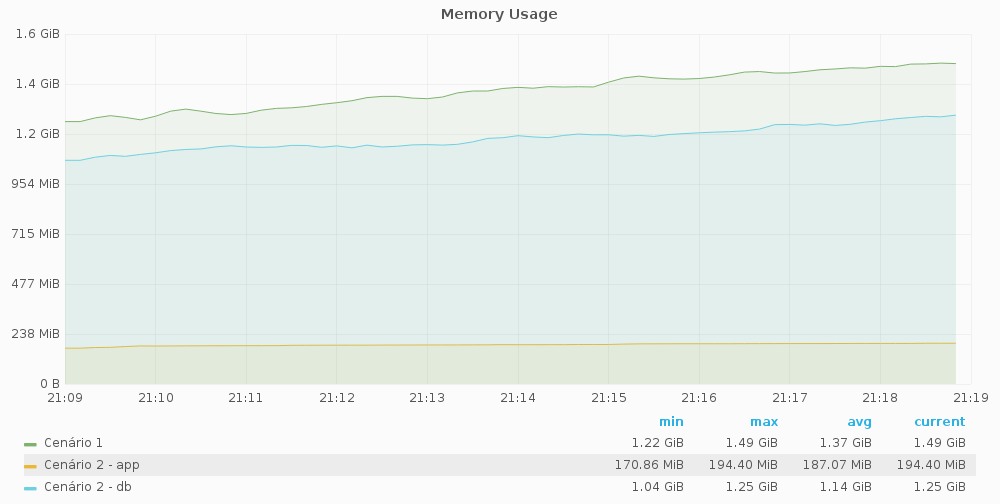 Memory Usage
1.6 GiB
1.4 GiB
1.2 GiB
954 MiB
715 MiB
477 MiB
238 MiB
0 B
21:09 21:10 21:11 21:12 21:13 21:14 21:15 21:16 21:17 21:18 21:19
min max avg current
Cenário 1 1.22 GiB 1.49 GiB 1.37 GiB 1.49 GiB
Cenário 2 - app 170.86 MiB 194.40 MiB 187.07 MiB 194.40 MiB
Cenário 2 - db 1.04 GiB 1.25 GiB 1.14 GiB 1.25 GiB